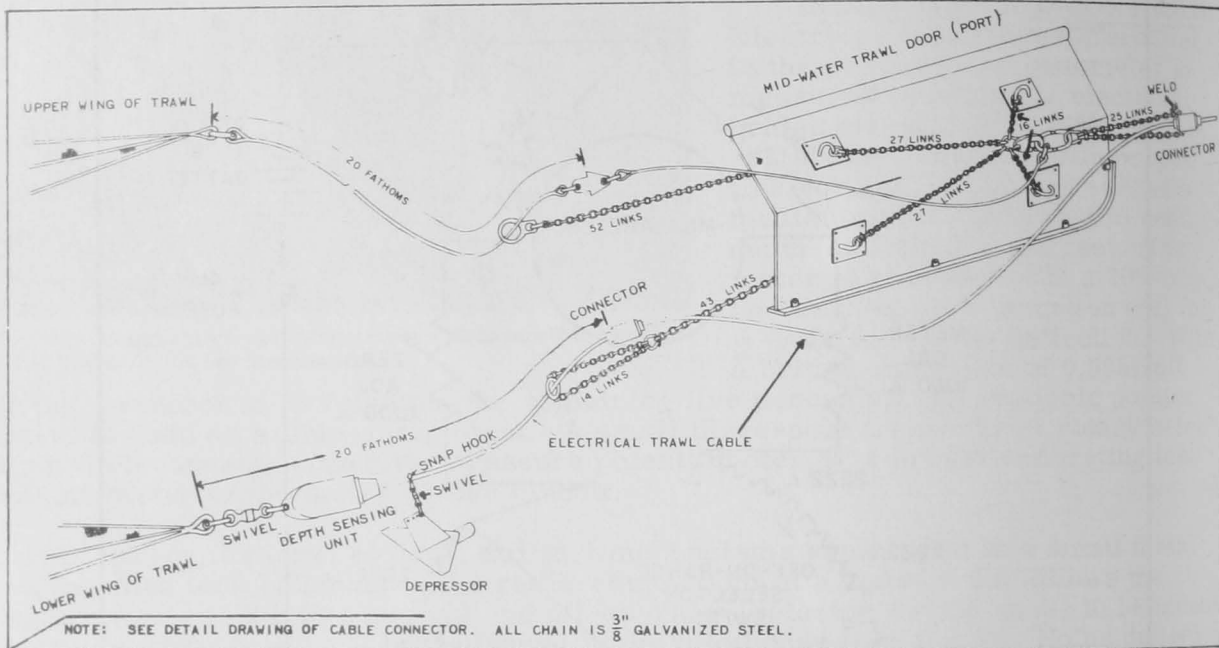 MID-WATER TRAWL DOOR (PORT)
UPPER WING OF TRAWL
WELD
16 LINKS
25 LINKS
27 LINKS
CONNECTOR
20 FATHOMS
27 LINKS
52 LINKS
CONNECTOR
43 LINKS
14 LINKS
ELECTRICAL TRAWL CABLE
20 FATHOMS
SNAP HOOK
SWIVEL
SWIVEL
DEPTH SENSING
UNIT
DEPRESSOR
LOWER WING OF TRAWL
NOTE: SEE DETAIL DRAWING OF CABLE CONNECTOR. ALL CHAIN IS 3/8" GALVANIZED STEEL.